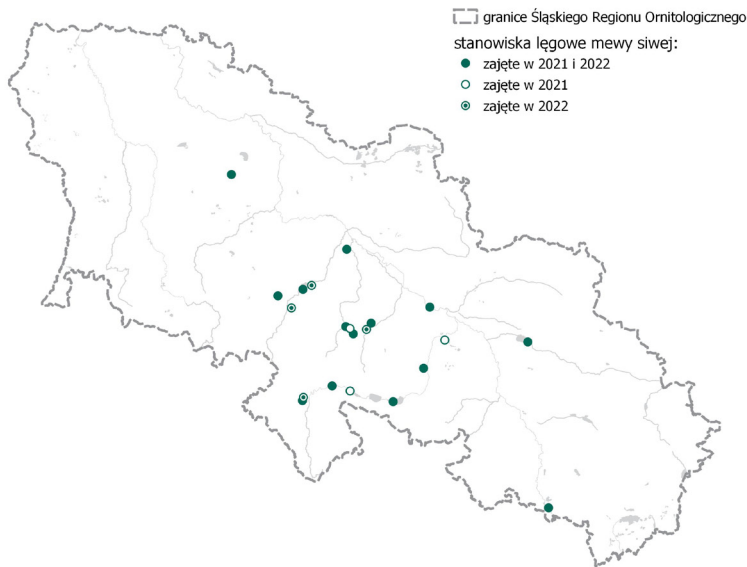 granice Śląskiego Regionu Ornitologicznego
stanowiska lęgowe mewy siwej:
zajęte w 2021 i 2022
zajęte w 2021
zajęte w 2022